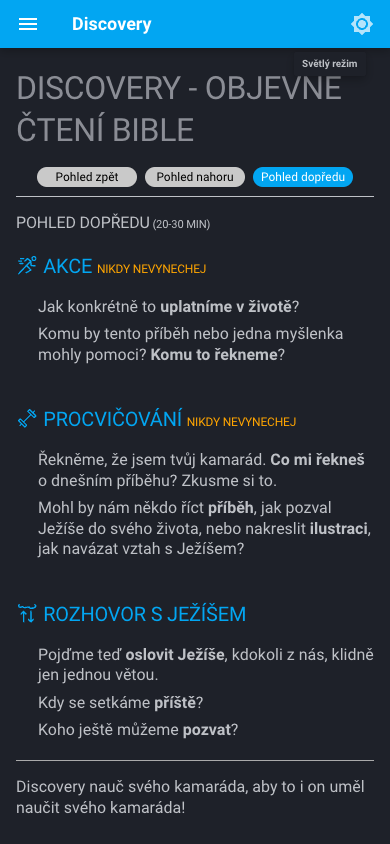 Discovery
Světlý režim
DISCOVERY - OBJEVNÉ
ČTENÍ BIBLE
Pohled zpět
Pohled nahoru
Pohled dopředu
POHLED DOPŘEDU (20-30 MIN)
AKCE NIKDY NEVYNECHEJ
Jak konkrétně to uplatníme v životě?
Komu by tento příběh nebo jedna myšlenka
mohly pomoci? Komu to řekneme?
PROCVIČOVÁNÍ NIKDY NEVYNECHEJ
Řekněme, že jsem tvůj kamarád. Co mi řekneš
o dnešním příběhu? Zkusme si to.
Mohl by nám někdo říct příběh, jak pozval
Ježíše do svého života, nebo nakreslit ilustraci,
jak navázat vztah s Ježíšem?
ROZHOVOR S JEŽÍŠEM
Pojďme teď oslovit Ježíše, kdokoli z nás, klidně
jen jednou větou.
Kdy se setkáme příště?
Koho ještě můžeme pozvat?
Discovery nauč svého kamaráda, aby to i on uměl
naučit svého kamaráda!